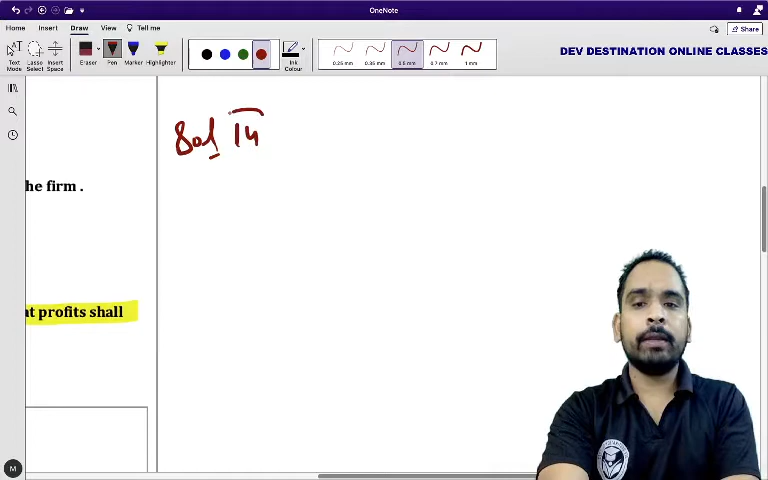 OneNote
Home Insert Draw View Tell me
Share
Text Mode
Lasso Select
Insert Space
Eraser
Pen
Marker
Highlighter
Ink Colour
0.25 mm
0.35 mm
0.5 mm
0.7 mm
1 mm
DEV DESTINATION ONLINE CLASSES
Sol 14
he firm .
at profits shall
M